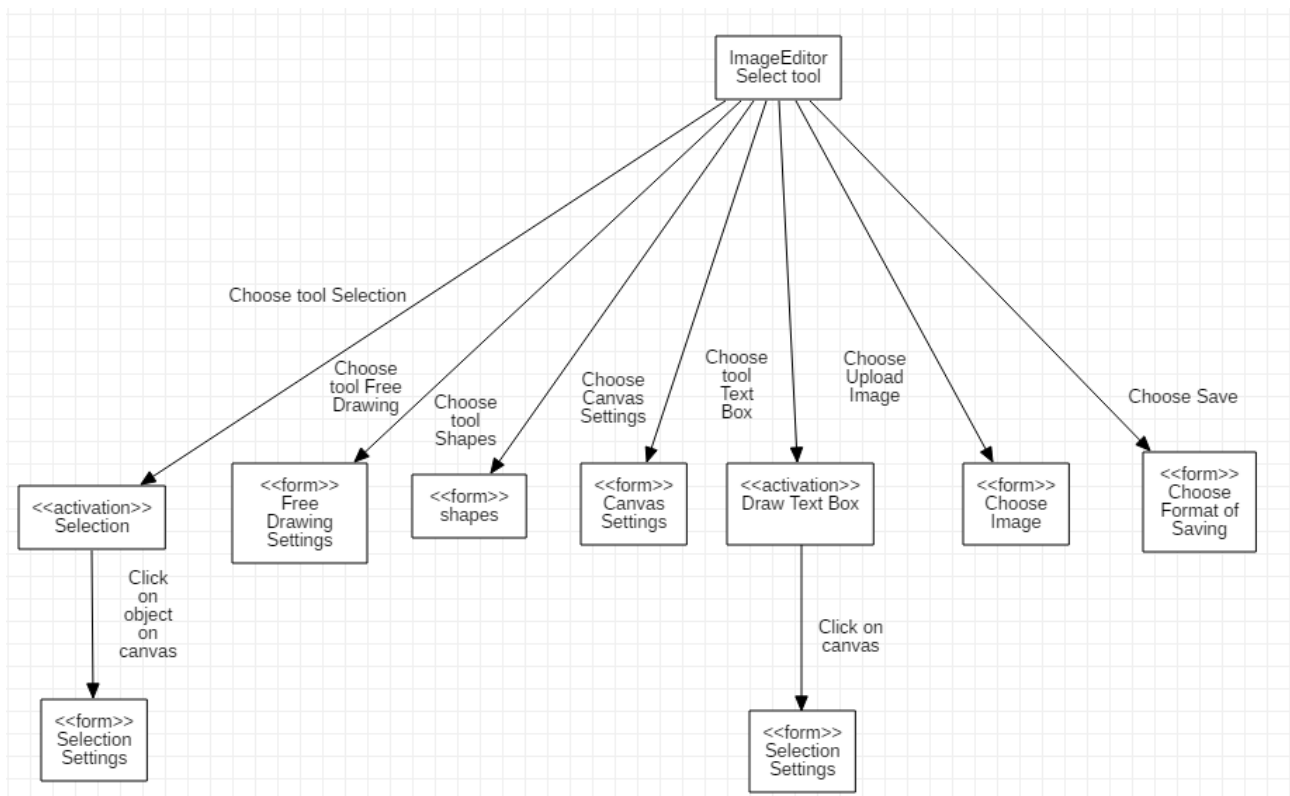 ImageEditor
Select tool
Choose tool Selection
Choose
tool Free
Drawing
Choose
tool
Shapes
Choose
Canvas
Settings
Choose
tool
Text
Box
Choose
Upload
Image
Choose Save
<<activation>>
Selection
<<form>>
Free
Drawing
Settings
<<form>>
shapes
<<form>>
Canvas
Settings
<<activation>>
Draw Text Box
<<form>>
Choose
Image
<<form>>
Choose
Format of
Saving
Click
on
object
on
canvas
Click on
canvas
<<form>>
Selection
Settings
<<form>>
Selection
Settings